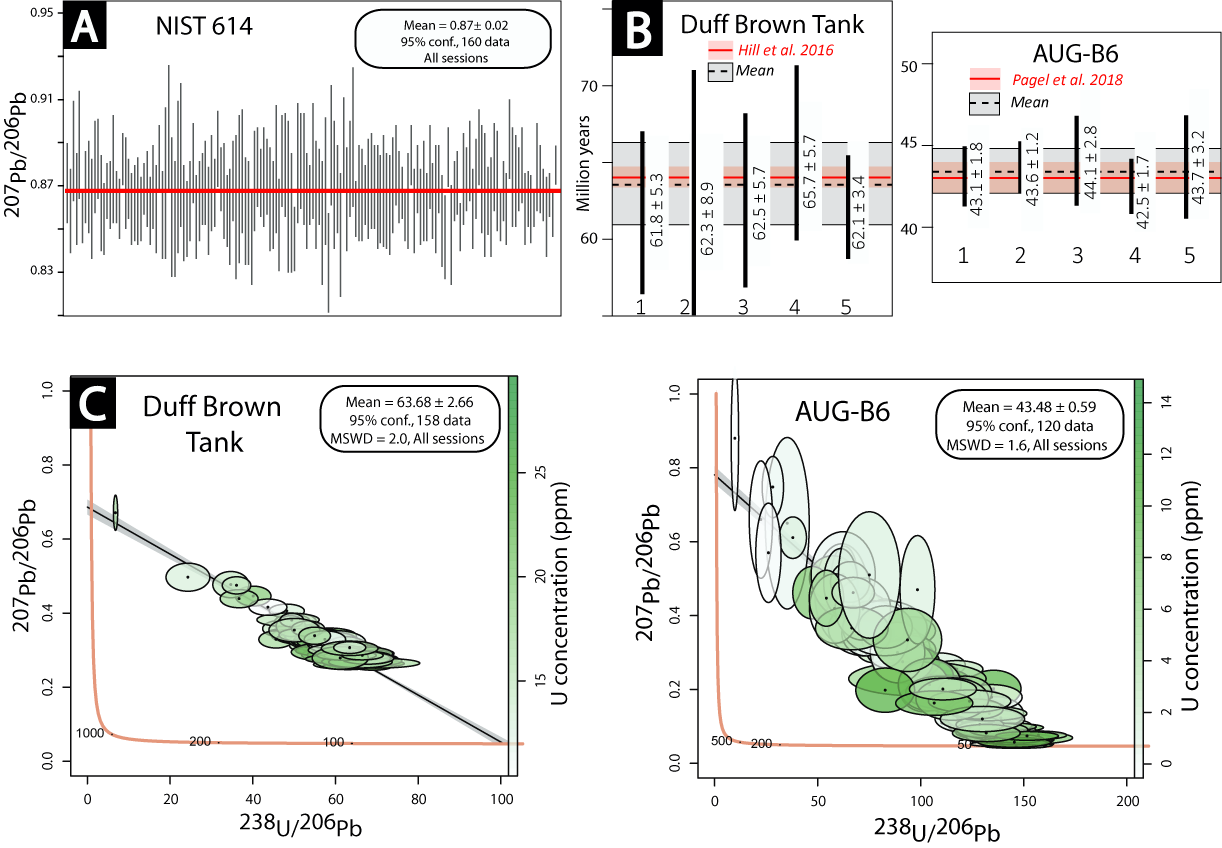 A
NIST 614
Mean = 0.87± 0.02
95% conf., 160 data
All sessions
207Pb/206Pb
0.95
0.91
0.87
0.83
B
Duff Brown Tank
Hill et al. 2016
Mean
Million years
70
60
61.8 ± 5.3
62.3 ± 8.9
62.5 ± 5.7
65.7 ± 5.7
62.1 ± 3.4
1 2 3 4 5
AUG-B6
Pagel et al. 2018
Mean
50
45
40
43.1 ± 1.8
43.6 ± 1.2
44.1 ± 2.8
42.5 ± 1.7
43.7 ± 3.2
1 2 3 4 5
C
Duff Brown
Tank
Mean = 63.68 ± 2.66
95% conf., 158 data
MSWD = 2.0, All sessions
207Pb/206Pb
1.0
0.8
0.6
0.4
0.2
0.0
1000
200
100
0 20 40 60 80 100
238U/206Pb
25
20
15
U concentration (ppm)
AUG-B6
Mean = 43.48 ± 0.59
95% conf., 120 data
MSWD = 1.6, All sessions
207Pb/206Pb
1.0
0.8
0.6
0.4
0.2
0.0
500
200
50
0 50 100 150 200
238U/206Pb
14
12
10
8
6
4
2
0
U concentration (ppm)